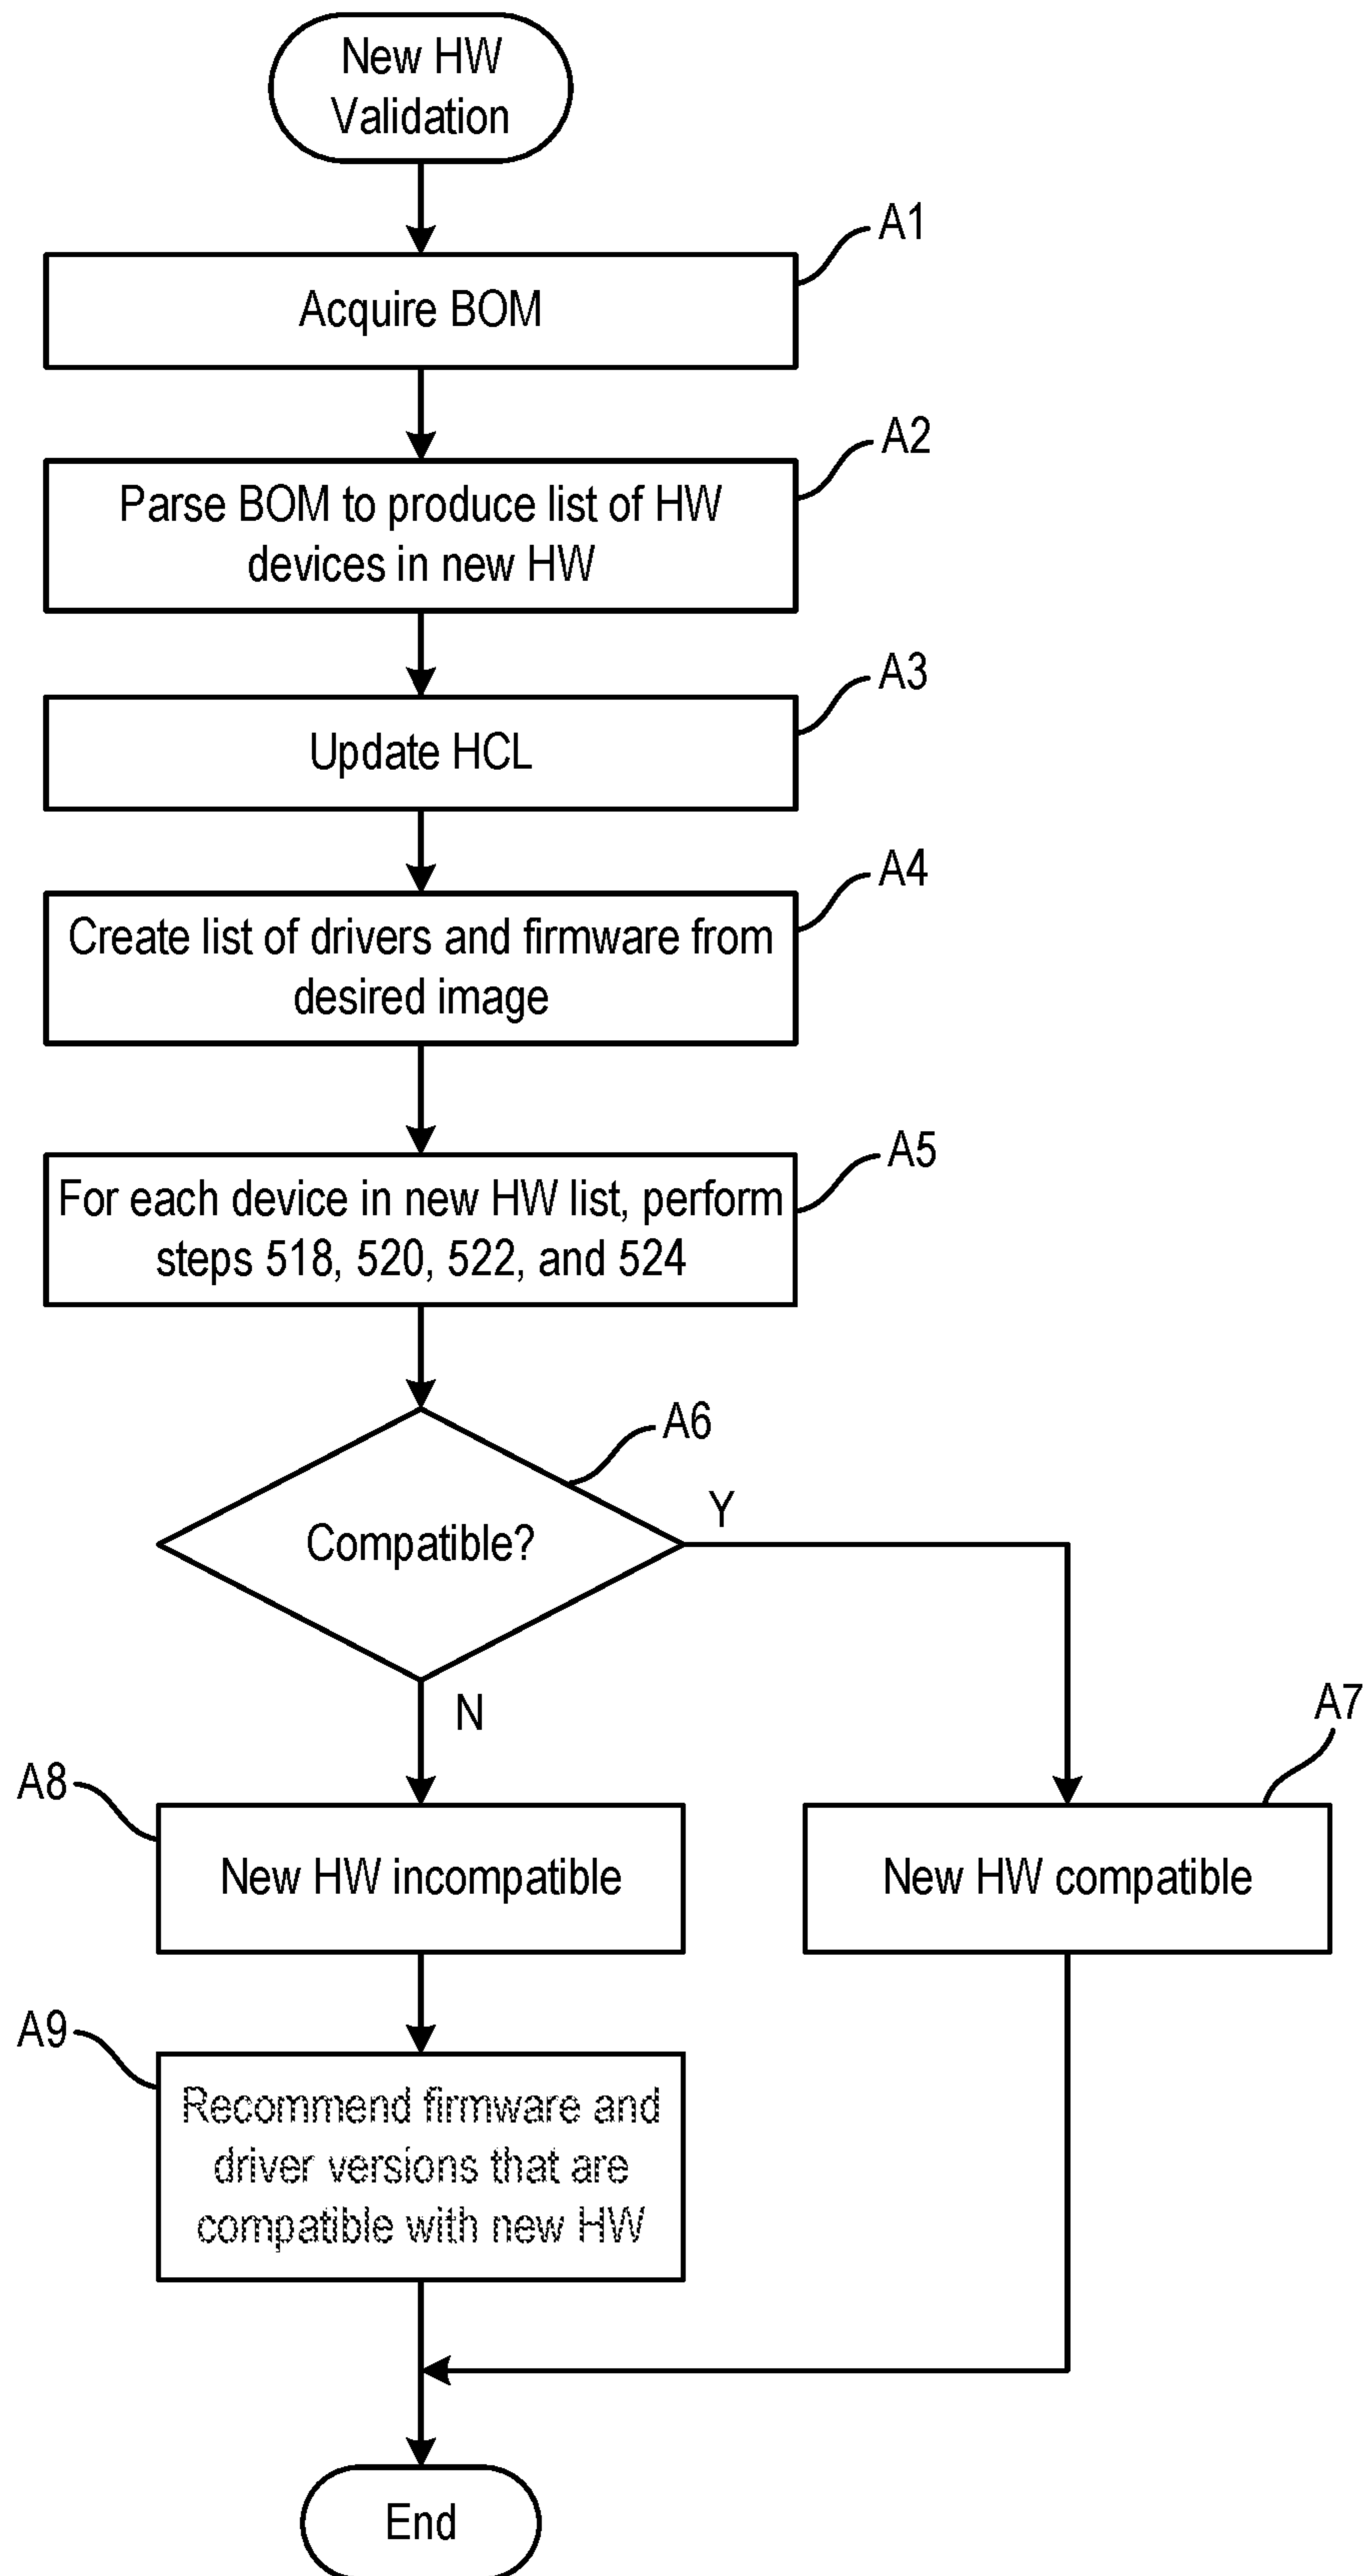 New HW
Validation
A1
Acquire BOM
A2
Parse BOM to produce list of HW
devices in new HW
A3
Update HCL
A4
Create list of drivers and firmware from
desired image
A5
For each device in new HW list, perform
steps 518, 520, 522, and 524
A6
Compatible?
Y
N
A7
A8
New HW incompatible
New HW compatible
A9
Recommend firmware and
driver versions that are
compatible with new HW
End